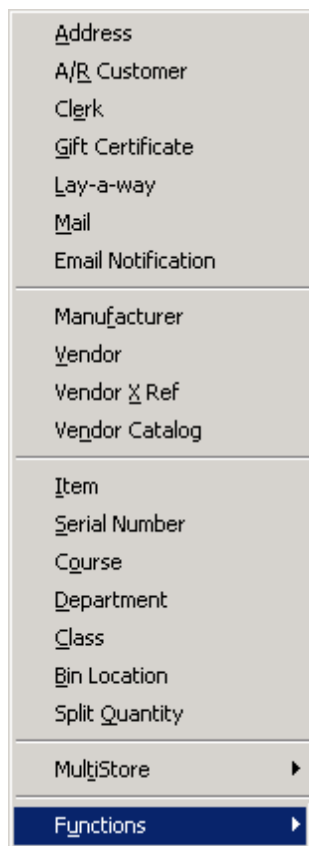 Address
A/R Customer
Clerk
Gift Certificate
Lay-a-way
Mail
Email Notification
Manufacturer
Vendor
Vendor X Ref
Vendor Catalog
Item
Serial Number
Course
Department
Class
Bin Location
Split Quantity
MultiStore
Functions